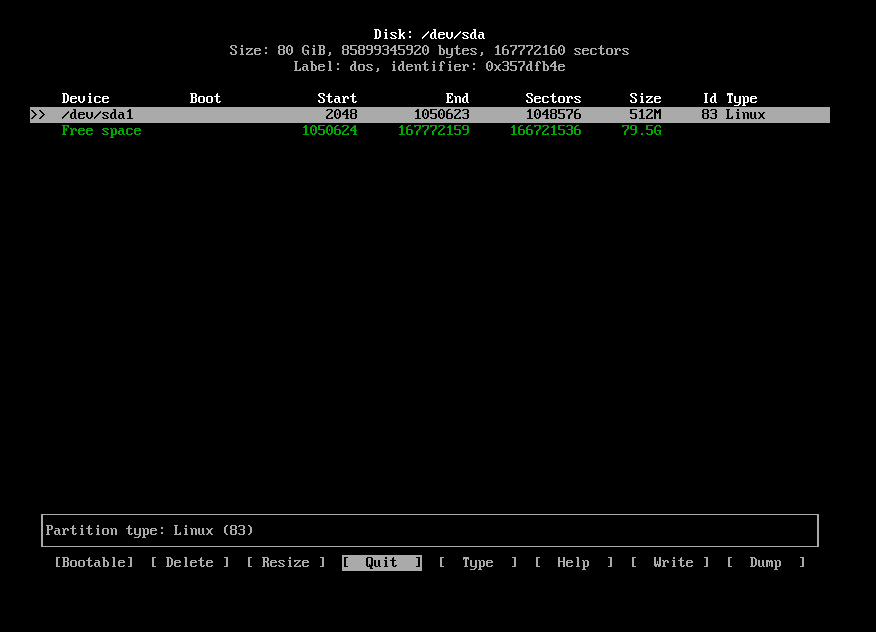 Disk: /dev/sda
Size: 80 GiB, 85899345920 bytes, 167772160 sectors
Label: dos, identifier: 0x357dfb4e
Device Boot Start End Sectors Size Id Type
>> /dev/sda1 2048 1050623 1048576 512M 83 Linux
Free space 1050624 167772159 166721536 79.5G
Partition type: Linux (83)
[Bootable] [ Delete ] [ Resize ] [ Quit ] [ Type ] [ Help ] [ Write ] [ Dump ]